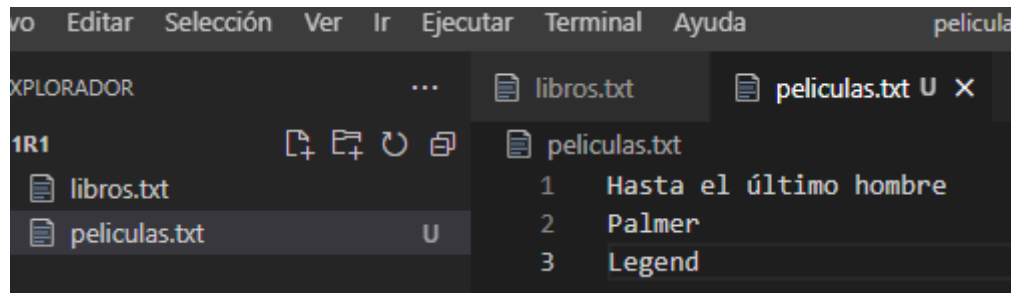 vo Editar Selección Ver Ir Ejecutar Terminal Ayuda pelicula
XPLORADOR ...
libros.txt
peliculas.txt U
1R1
libros.txt
peliculas.txt U
peliculas.txt
1 Hasta el último hombre
2 Palmer
3 Legend